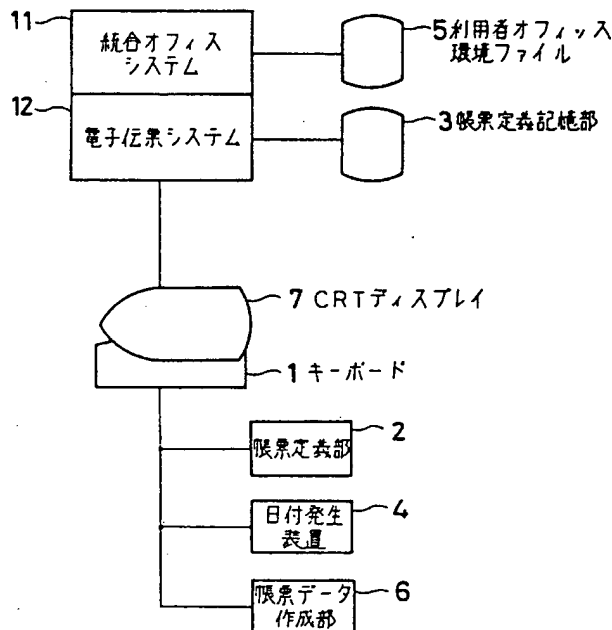 11
統合オフィス
システム
5 利用者オフィッス
環境ファイル
12
電子伝票システム
3 帳票定義記憶部
7 CRTディスプレイ
1 キーボード
帳票定義部
2
日付発生
装置
4
帳票データ
作成部
6